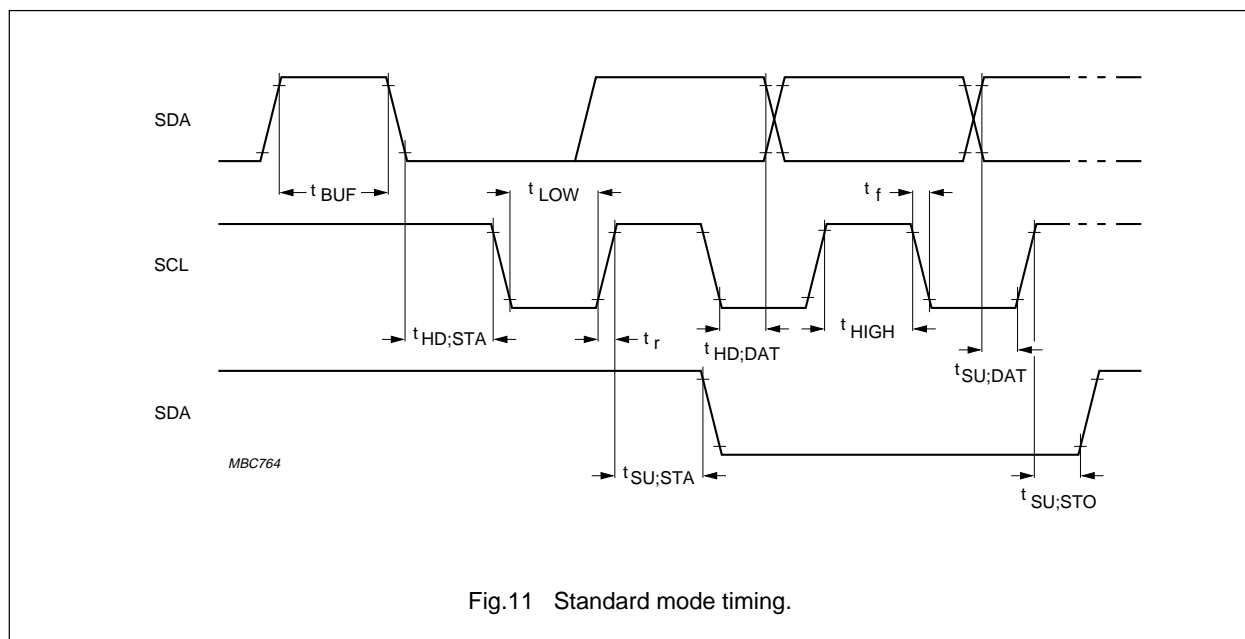 SDA
t BUF
t LOW
t f
SCL
t HD;STA
t r
t HD;DAT
t HIGH
t SU;DAT
SDA
MBC764
t SU;STA
t SU;STO
Fig.11 Standard mode timing.